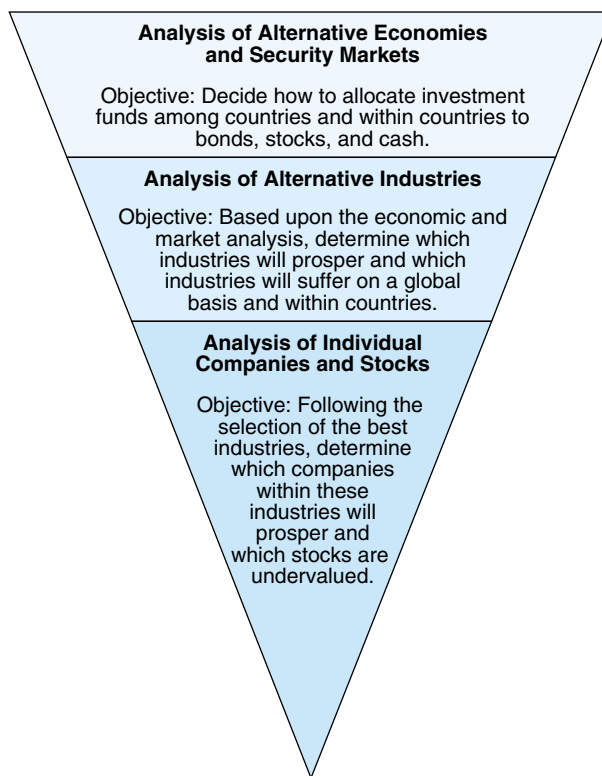 Analysis of Alternative Economies
and Security Markets
Objective: Decide how to allocate investment
funds among countries and within countries to
bonds, stocks, and cash.
Analysis of Alternative Industries
Objective: Based upon the economic and
market analysis, determine which
industries will prosper and which
industries will suffer on a global
basis and within countries.
Analysis of Individual
Companies and Stocks
Objective: Following the
selection of the best
industries, determine
which companies
within these
industries will
prosper and
which stocks are
undervalued.